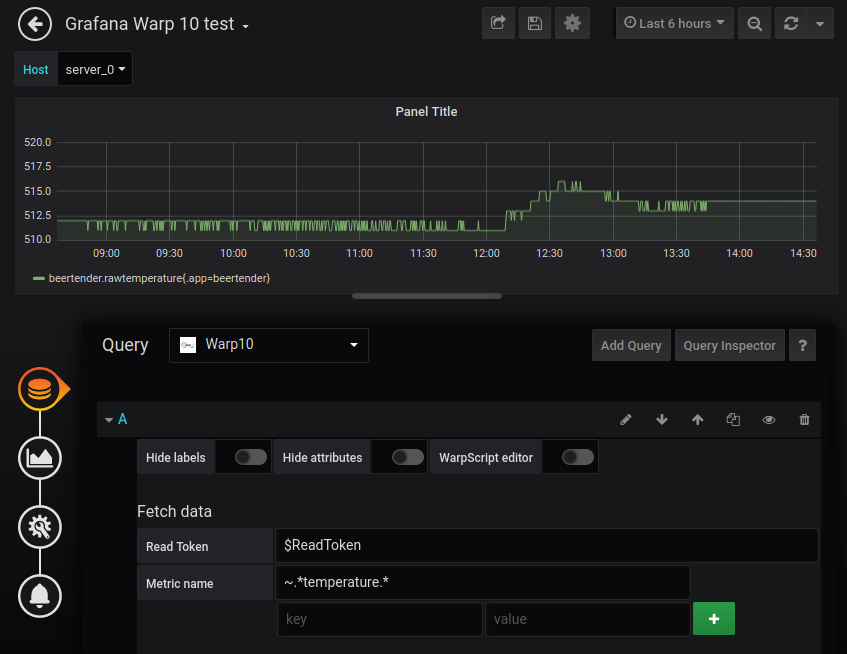 Grafana Warp 10 test
Last 6 hours
Host server_0
Panel Title
520.0
517.5
515.0
512.5
510.0
09:00 09:30 10:00 10:30 11:00 11:30 12:00 12:30 13:00 13:30 14:00 14:30
beertender.rawtemperature{.app=beertender}
Query Warp10 Add Query Query Inspector ?
A
Hide labels Hide attributes WarpScript editor
Fetch data
Read Token $ReadToken
Metric name ~.*temperature.*
key value +